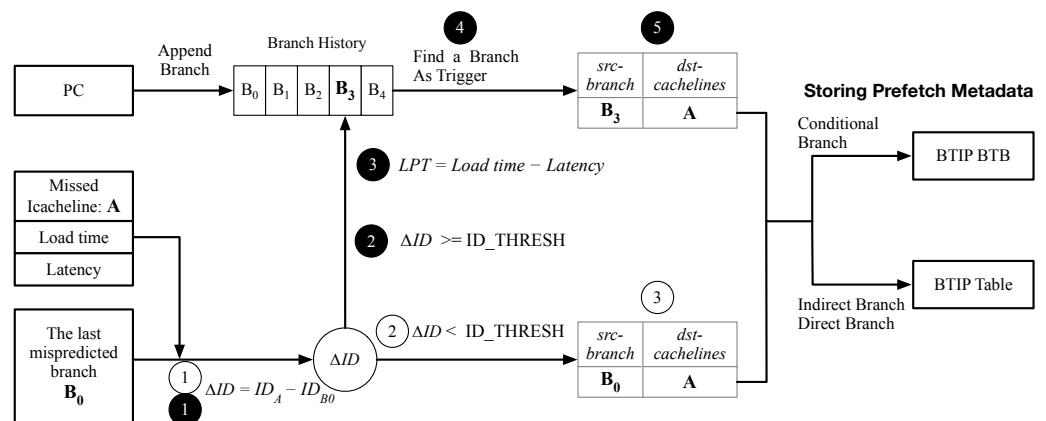 4
5
Append
Branch
Branch History
Find a Branch
As Trigger
PC
B0 B1 B2 B3 B4
src-branch dst-cachelines
B3 A
Storing Prefetch Metadata
Conditional
Branch
BTIP BTB
3 LPT = Load time − Latency
Missed
Icacheline: A
Load time
Latency
2 ΔID >= ID_THRESH
BTIP Table
Indirect Branch
Direct Branch
3
The last
mispredicted
branch
B0
ΔID
2 ΔID < ID_THRESH
src-branch dst-cachelines
B0 A
1
1
ΔID = IDA − IDB0